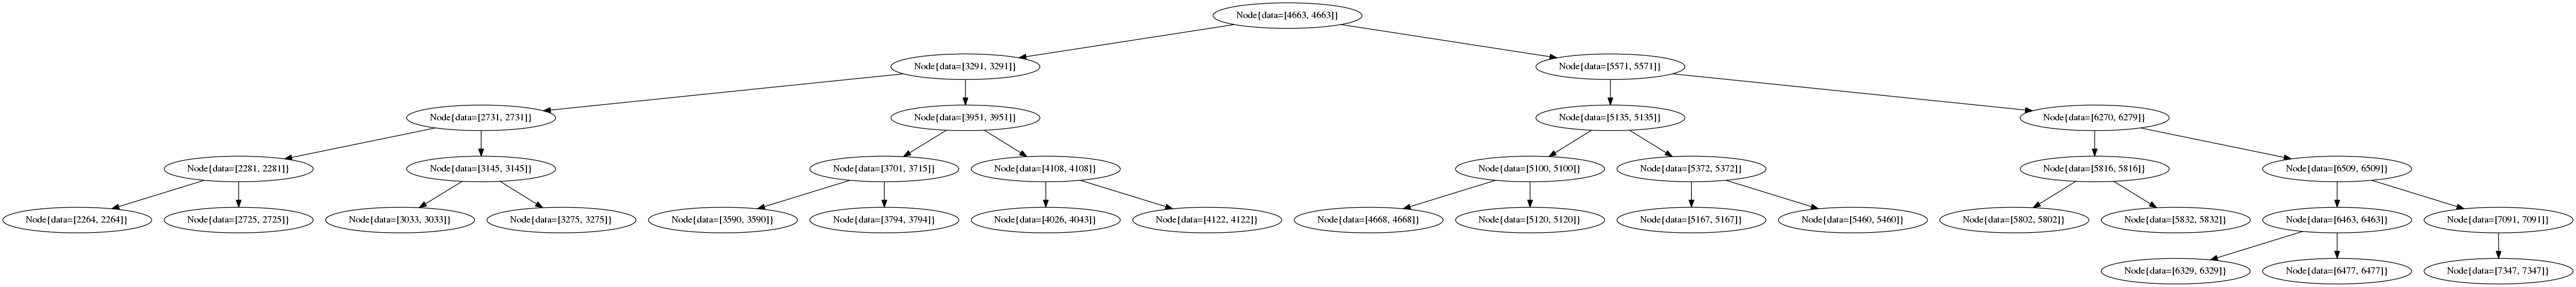 Node{data=[4663, 4663]}
Node{data=[3291, 3291]}
Node{data=[5571, 5571]}
Node{data=[2731, 2731]}
Node{data=[3951, 3951]}
Node{data=[5135, 5135]}
Node{data=[6270, 6279]}
Node{data=[2281, 2281]}
Node{data=[3145, 3145]}
Node{data=[3701, 3715]}
Node{data=[4108, 4108]}
Node{data=[5100, 5100]}
Node{data=[5372, 5372]}
Node{data=[5816, 5816]}
Node{data=[6509, 6509]}
Node{data=[2264, 2264]}
Node{data=[2725, 2725]}
Node{data=[3033, 3033]}
Node{data=[3275, 3275]}
Node{data=[3590, 3590]}
Node{data=[3794, 3794]}
Node{data=[4026, 4043]}
Node{data=[4122, 4122]}
Node{data=[4668, 4668]}
Node{data=[5120, 5120]}
Node{data=[5167, 5167]}
Node{data=[5460, 5460]}
Node{data=[5802, 5802]}
Node{data=[5832, 5832]}
Node{data=[6463, 6463]}
Node{data=[7091, 7091]}
Node{data=[6329, 6329]}
Node{data=[6477, 6477]}
Node{data=[7347, 7347]}